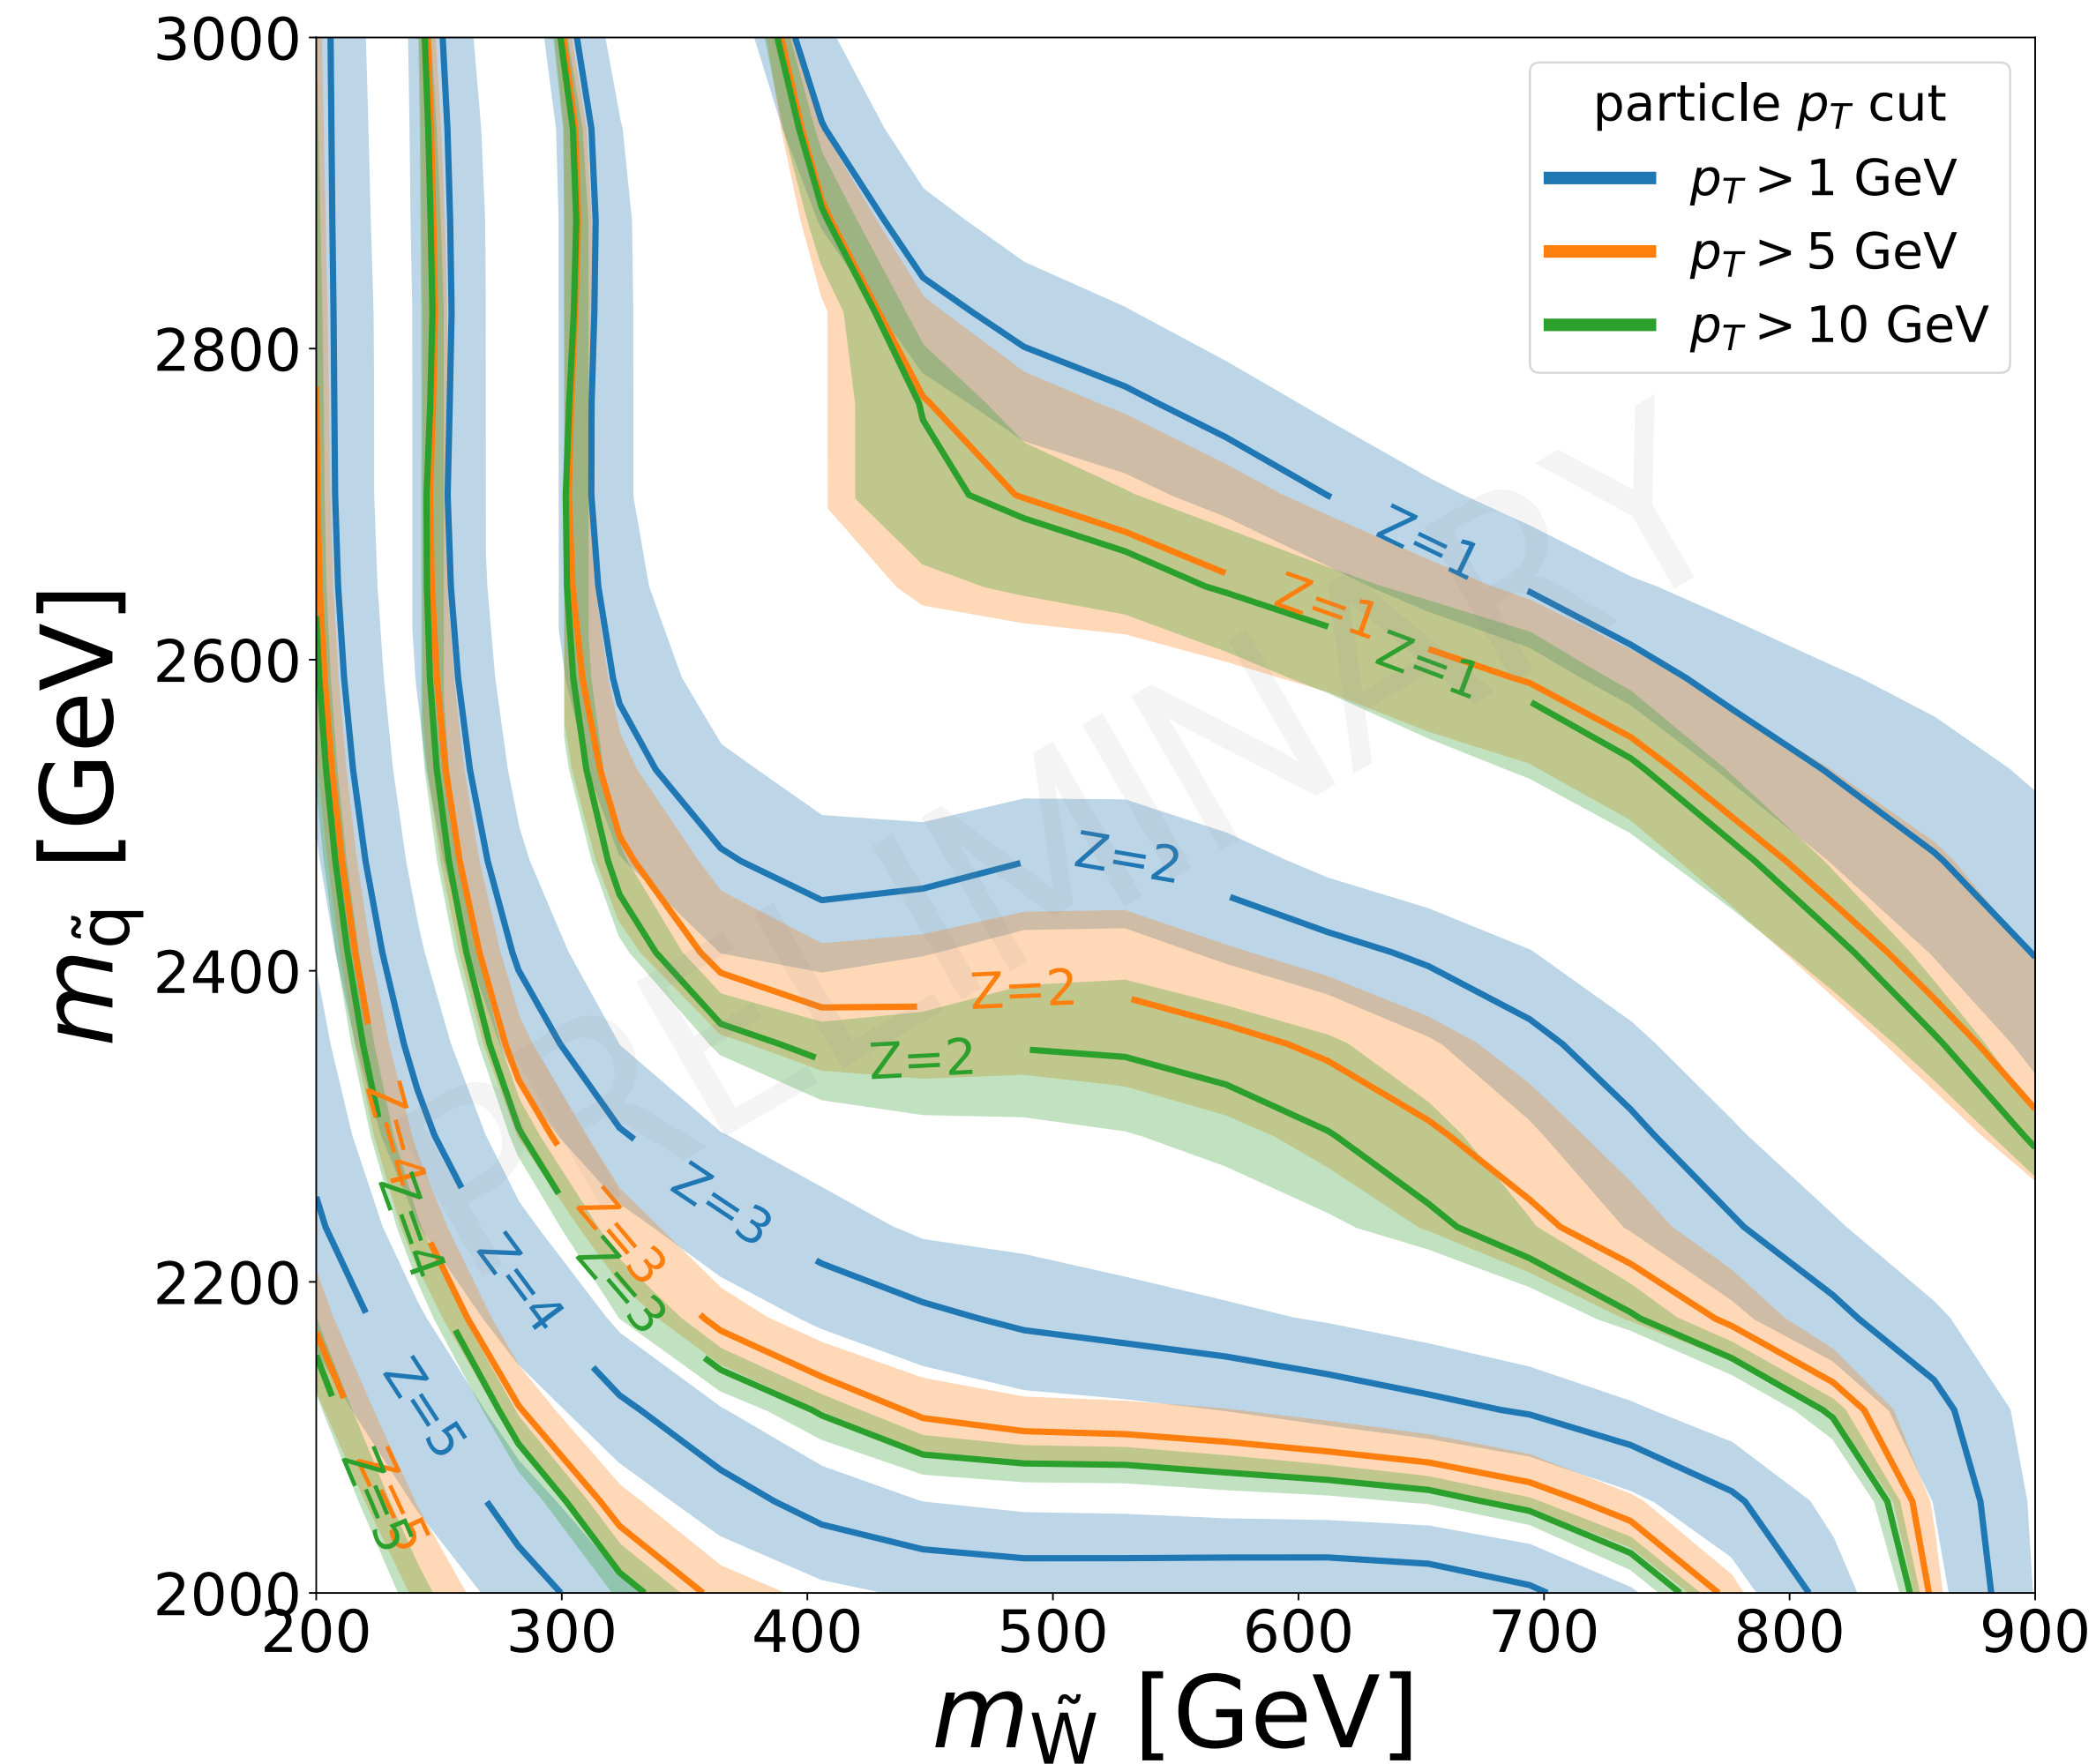 3000
2800
2600
2400
2200
2000
200
300
400
500
600
700
800
900
m_q̃ [GeV]
m_W̃ [GeV]
particle p_T cut
p_T > 1 GeV
p_T > 5 GeV
p_T > 10 GeV
PRELIMINARY
Z=1
Z=1
Z=1
Z=2
Z=2
Z=2
Z=3
Z=3
Z=3
Z=4
Z=4
Z=4
Z=5
Z=5
Z=5